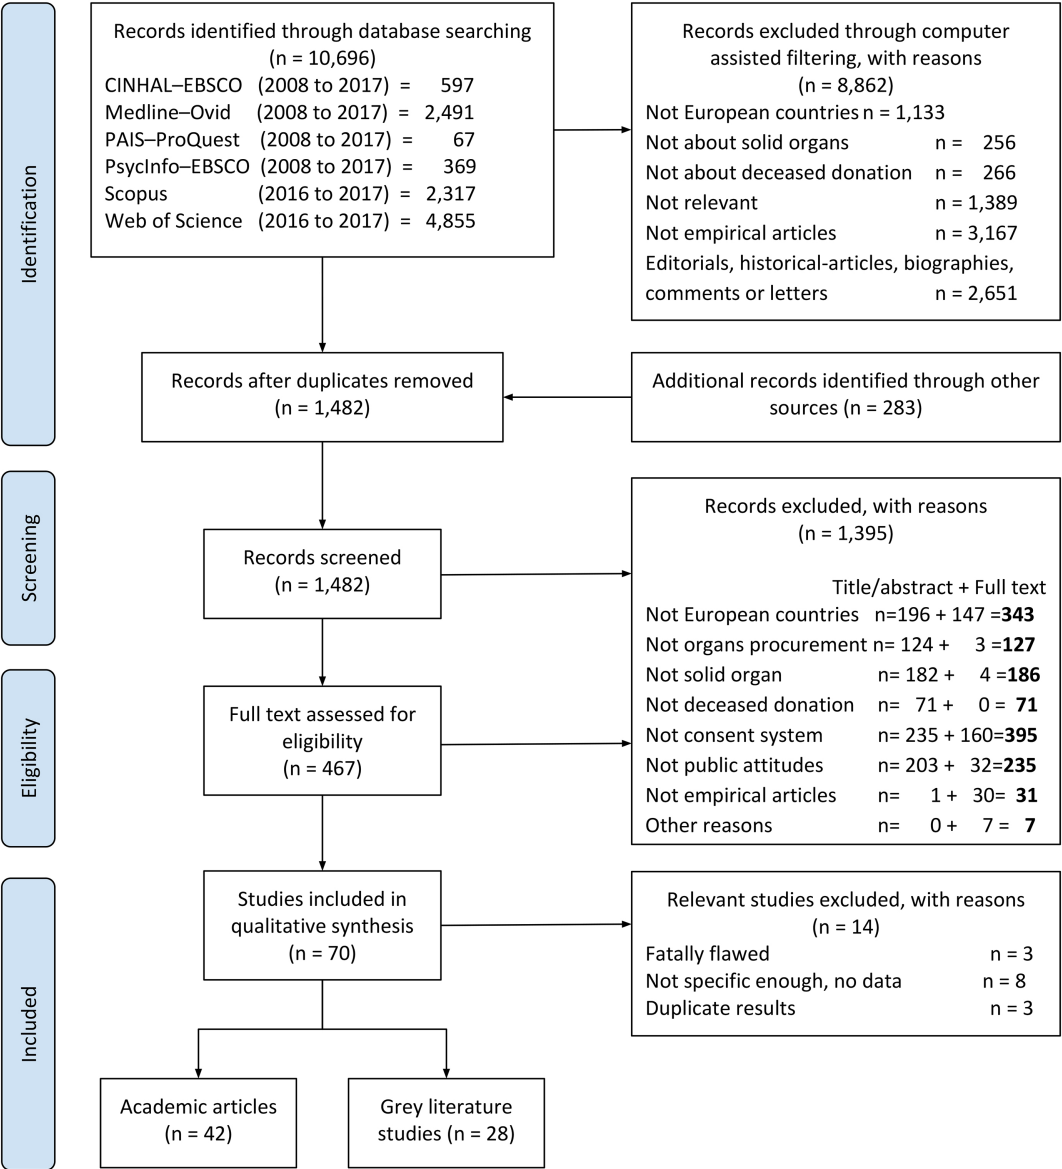 Identification
Records identified through database searching
(n = 10,696)
CINHAL–EBSCO (2008 to 2017) = 597
Medline–Ovid (2008 to 2017) = 2,491
PAIS–ProQuest (2008 to 2017) = 67
PsycInfo–EBSCO (2008 to 2017) = 369
Scopus (2016 to 2017) = 2,317
Web of Science (2016 to 2017) = 4,855
Records excluded through computer
assisted filtering, with reasons
(n = 8,862)
Not European countries n = 1,133
Not about solid organs n = 256
Not about deceased donation n = 266
Not relevant n = 1,389
Not empirical articles n = 3,167
Editorials, historical-articles, biographies,
comments or letters n = 2,651
Records after duplicates removed
(n = 1,482)
Additional records identified through other
sources (n = 283)
Screening
Records screened
(n = 1,482)
Records excluded, with reasons
(n = 1,395)
Title/abstract + Full text
Not European countries n=196 + 147 =343
Not organs procurement n= 124 + 3 =127
Not solid organ n= 182 + 4 =186
Not deceased donation n= 71 + 0 = 71
Not consent system n= 235 + 160=395
Not public attitudes n= 203 + 32=235
Not empirical articles n= 1 + 30= 31
Other reasons n= 0 + 7 = 7
Eligibility
Full text assessed for
eligibility
(n = 467)
Included
Studies included in
qualitative synthesis
(n = 70)
Relevant studies excluded, with reasons
(n = 14)
Fatally flawed n = 3
Not specific enough, no data n = 8
Duplicate results n = 3
Academic articles
(n = 42)
Grey literature
studies (n = 28)